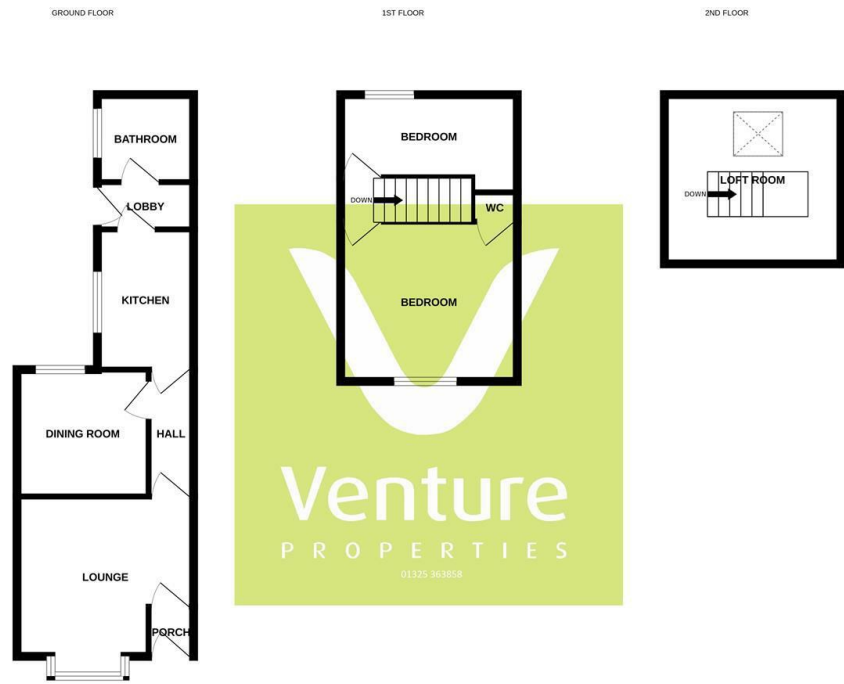 GROUND FLOOR
1ST FLOOR
2ND FLOOR
BATHROOM
LOBBY
KITCHEN
DINING ROOM
HALL
LOUNGE
PORCH
BEDROOM
DOWN
WC
BEDROOM
LOFT ROOM
DOWN
Venture
PROPERTIES
01325 363858